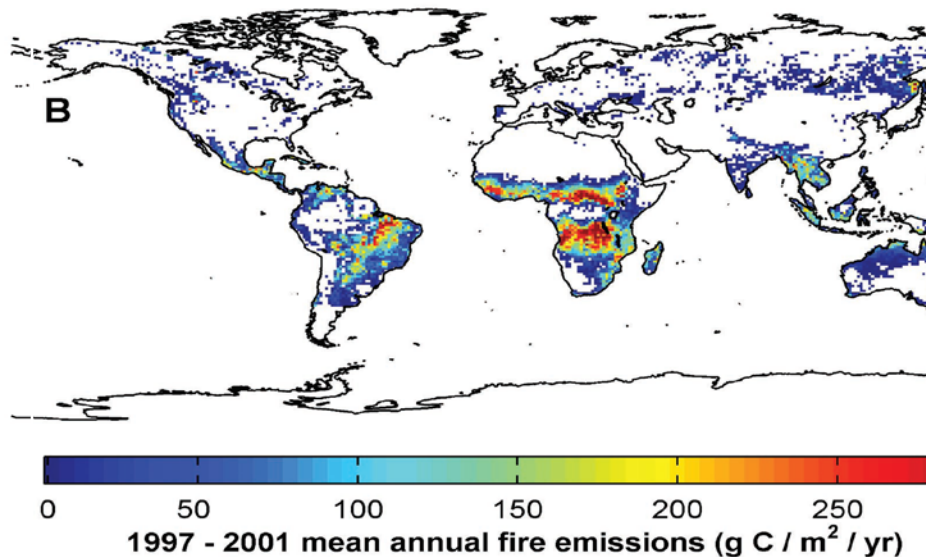 B
0 50 100 150 200 250
1997 - 2001 mean annual fire emissions (g C / m² / yr)